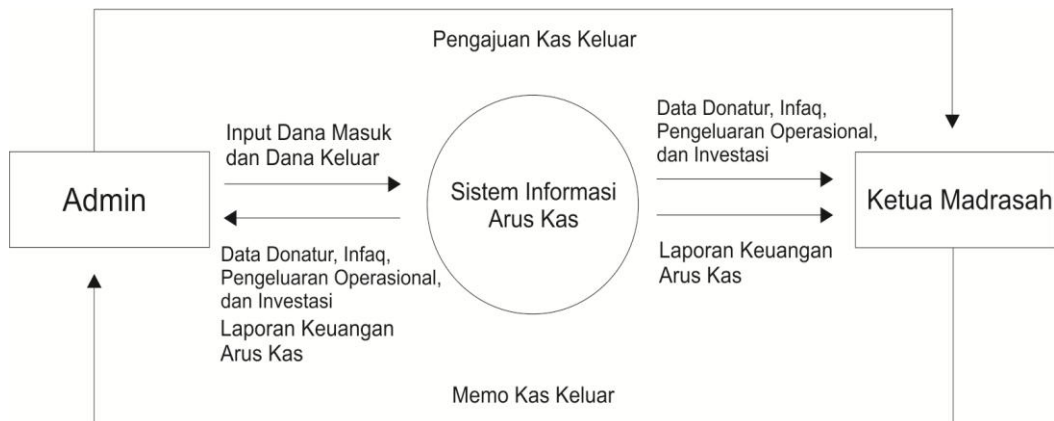 Pengajuan Kas Keluar
Input Dana Masuk
dan Dana Keluar
Admin
Data Donatur, Infaq,
Pengeluaran Operasional,
dan Investasi
Laporan Keuangan
Arus Kas
Sistem Informasi
Arus Kas
Data Donatur, Infaq,
Pengeluaran Operasional,
dan Investasi
Ketua Madrasah
Laporan Keuangan
Arus Kas
Memo Kas Keluar